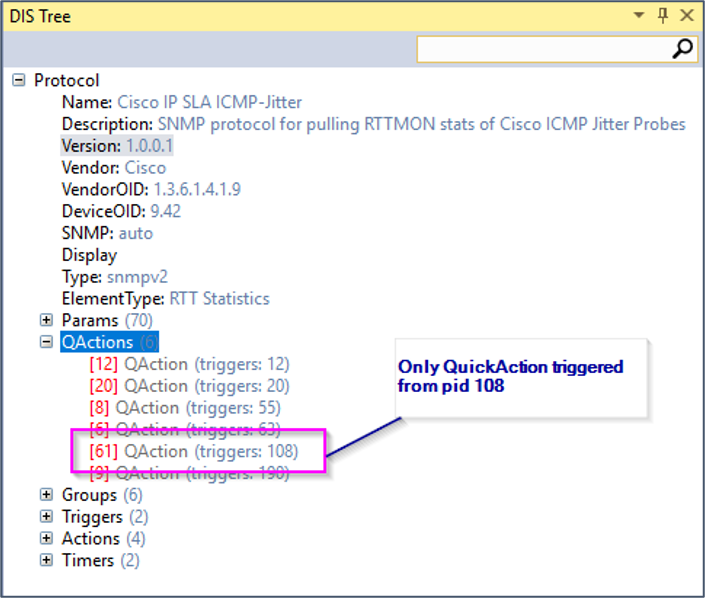 DIS Tree
Protocol
Name: Cisco IP SLA ICMP-Jitter
Description: SNMP protocol for pulling RTTMON stats of Cisco ICMP Jitter Probes
Version: 1.0.0.1
Vendor: Cisco
VendorOID: 1.3.6.1.4.1.9
DeviceOID: 9.42
SNMP: auto
Display
Type: snmpv2
ElementType: RTT Statistics
Params (70)
QActions (6)
[12] QAction (triggers: 12)
[20] QAction (triggers: 20)
[8] QAction (triggers: 55)
[6] QAction (triggers: 63)
[61] QAction (triggers: 108)
[9] QAction (triggers: 190)
Groups (6)
Triggers (2)
Actions (4)
Timers (2)
Only QuickAction triggered
from pid 108